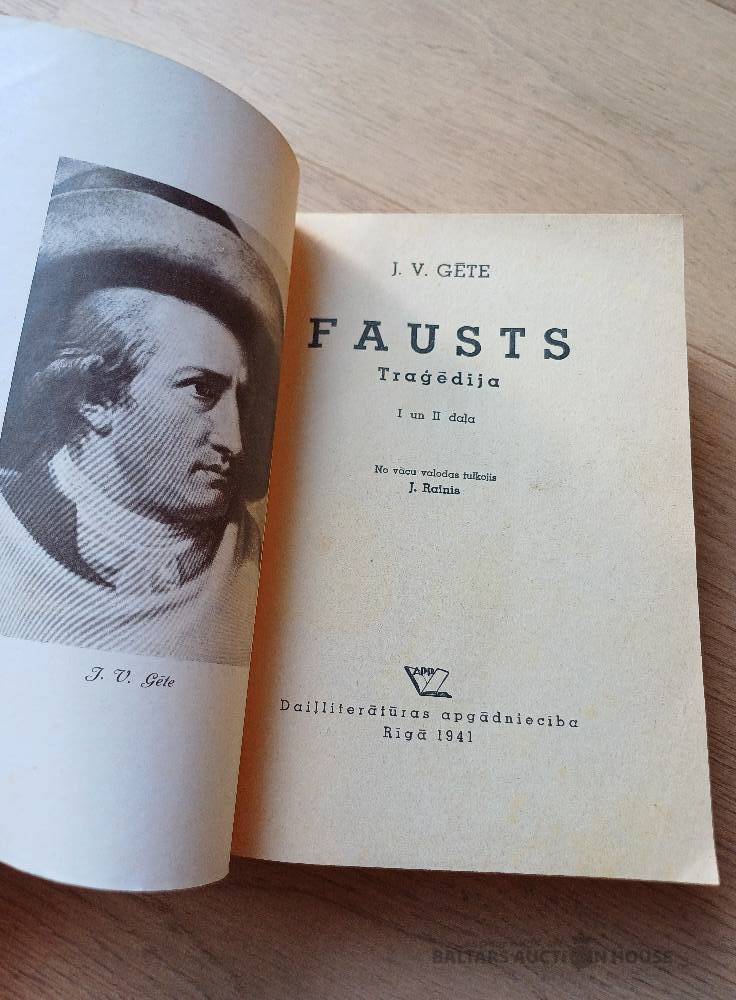 J. V. Gēte
J. V. GĒTE
FAUSTS
Traģēdija
I un II daļa
No vācu valodas tulkojis
J. Rainis
APP
Daiļliterātūras apgādniecība
Rīgā 1941
BALTARS AUCTION HOUSE